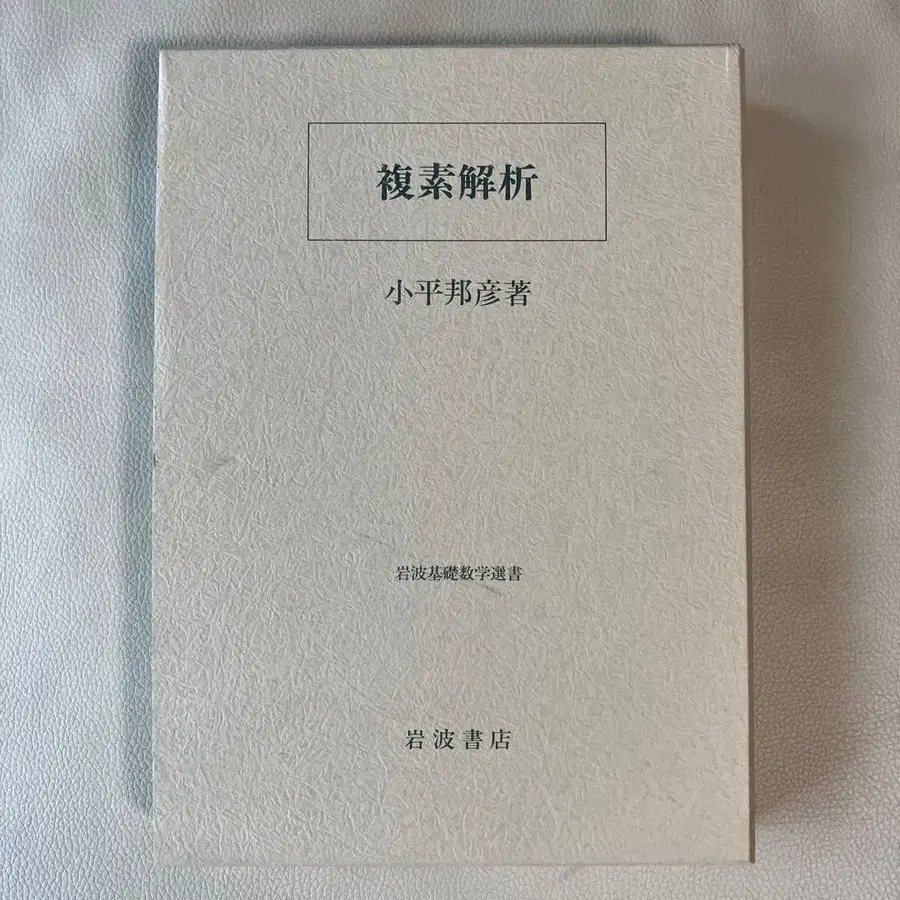 複素解析
小平邦彦著
岩波基礎数学選書
岩波書店